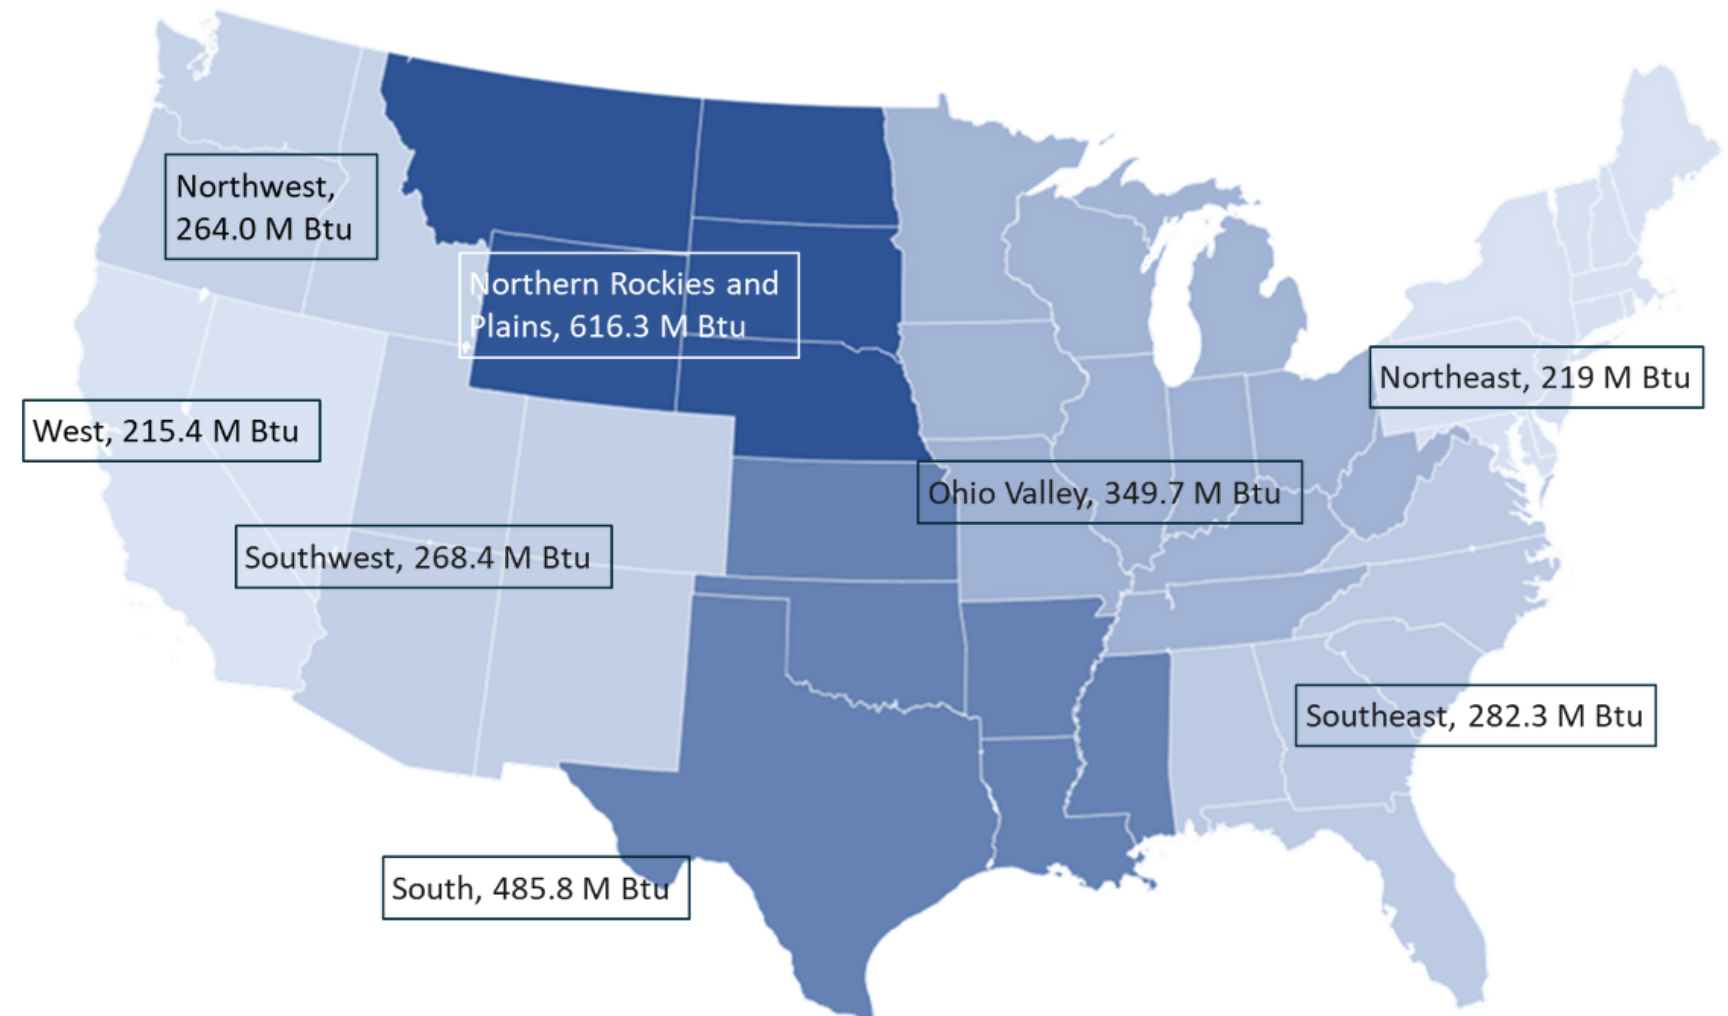 Northwest,
264.0 M Btu
Northern Rockies and
Plains, 616.3 M Btu
Northeast, 219 M Btu
West, 215.4 M Btu
Ohio Valley, 349.7 M Btu
Southwest, 268.4 M Btu
Southeast, 282.3 M Btu
South, 485.8 M Btu